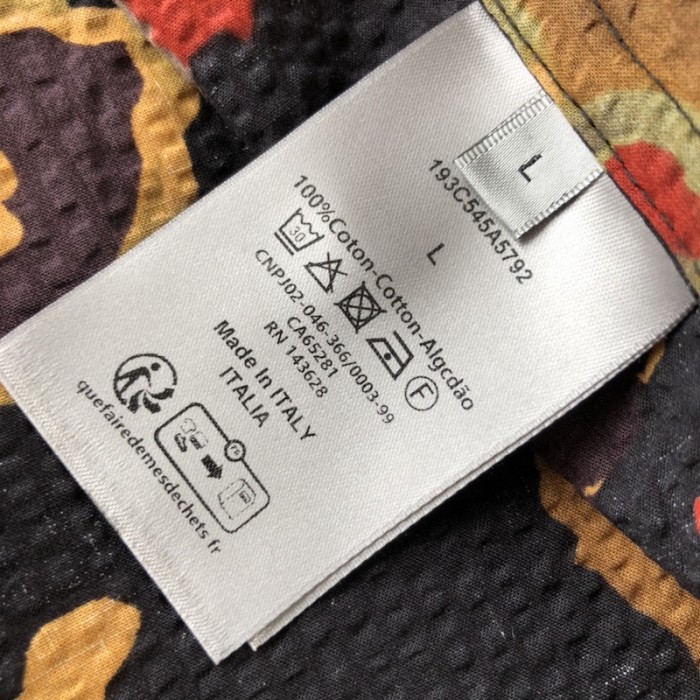 L
193C545A5792
L
100%Coton-Cotton-Algcdão
30
F
CNPJ02-046-366/0003-99
CA65281
RN 143628
Made In ITALY
ITALIA
quefairedemesdechets fr